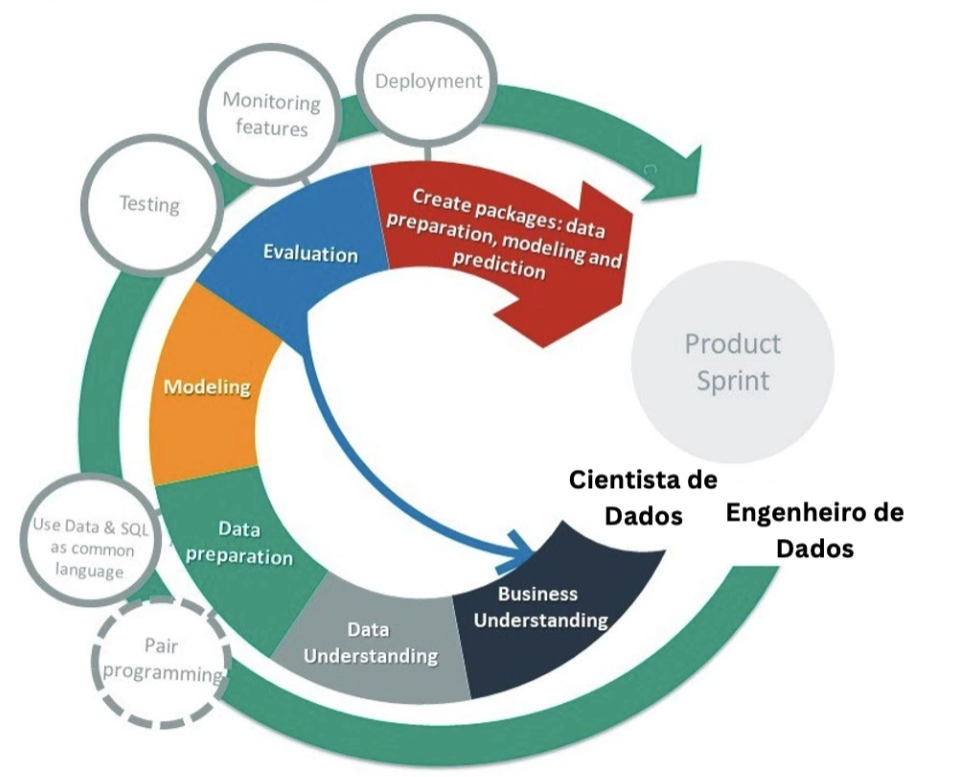 Deployment
Monitoring
features
Testing
Create packages: data
preparation, modeling and
prediction
Evaluation
Product
Sprint
Modeling
Cientista de
Dados
Engenheiro de
Dados
Use Data & SQL
as common
language
Data
preparation
Business
Understanding
Data
Understanding
Pair
programming